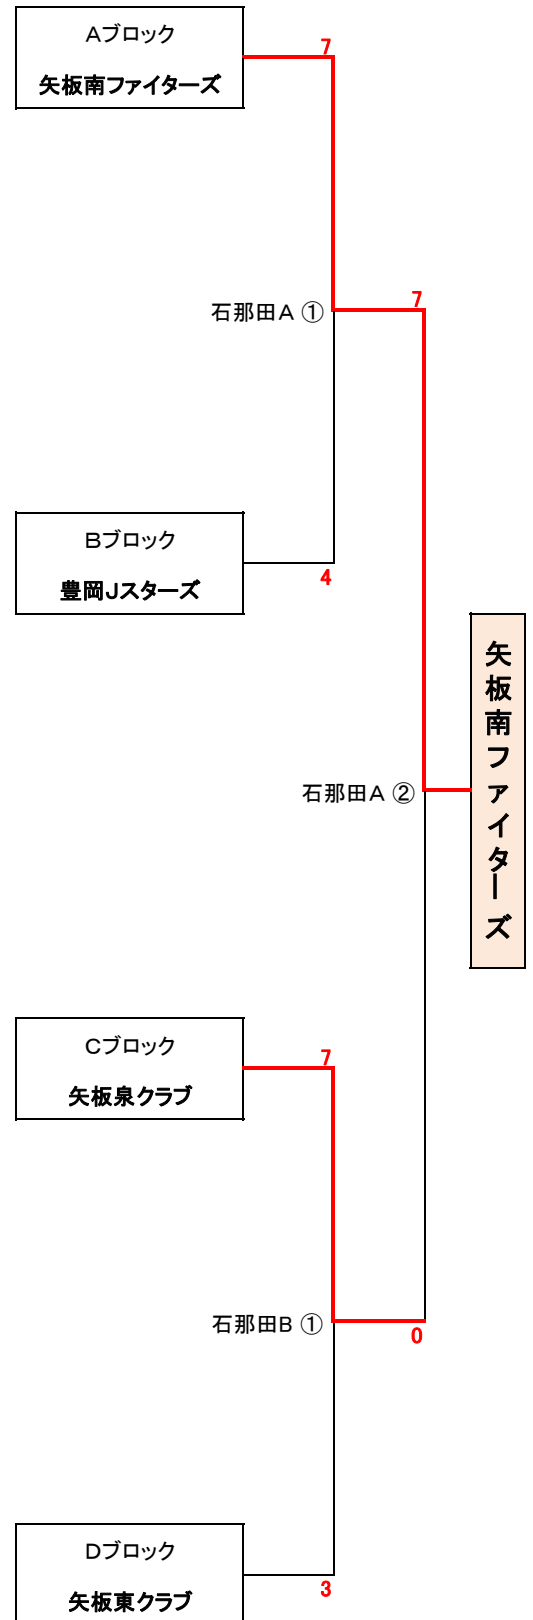 Aブロック
7
矢板南ファイターズ
石那田A ①
7
Bブロック
豊岡Jスターズ
4
矢板南ファイターズ
石那田A ②
Cブロック
7
矢板泉クラブ
石那田B ①
0
Dブロック
3
矢板東クラブ